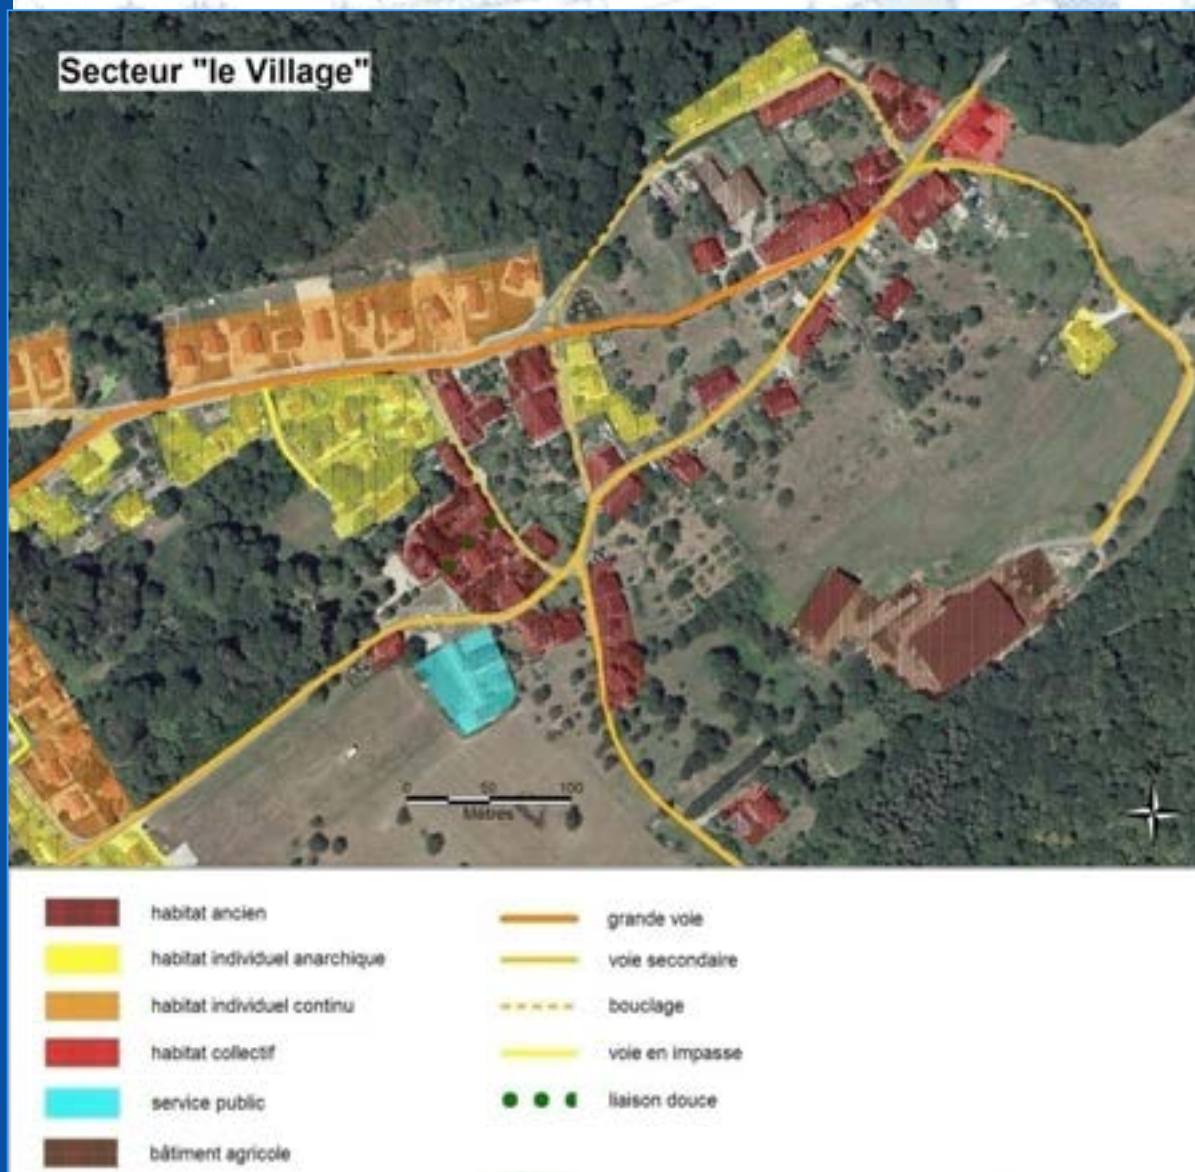 Secteur "le Village"
0 50 100
Mètres
habitat ancien
habitat individuel anarchique
habitat individuel continu
habitat collectif
service public
bâtiment agricole
grande voie
voie secondaire
bouclage
voie en impasse
liaison douce